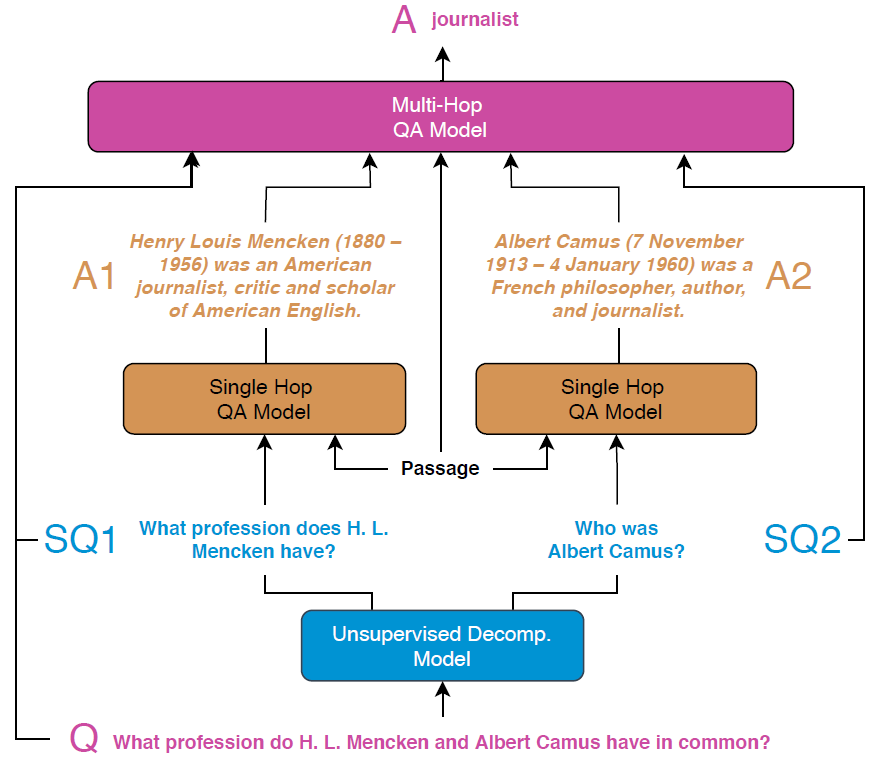 A journalist
Multi-Hop
QA Model
A1
Henry Louis Mencken (1880 –
1956) was an American
journalist, critic and scholar
of American English.
Albert Camus (7 November
1913 – 4 January 1960) was a
French philosopher, author,
and journalist.
A2
Single Hop
QA Model
Single Hop
QA Model
Passage
SQ1
What profession does H. L.
Mencken have?
Who was
Albert Camus?
SQ2
Unsupervised Decomp.
Model
Q What profession do H. L. Mencken and Albert Camus have in common?